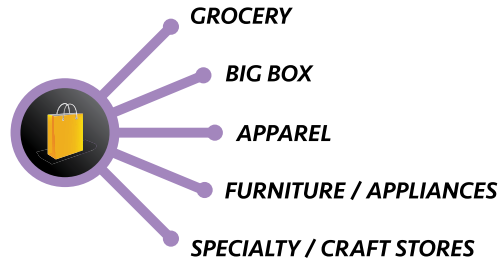 GROCERY
BIG BOX
APPAREL
FURNITURE / APPLIANCES
SPECIALTY / CRAFT STORES